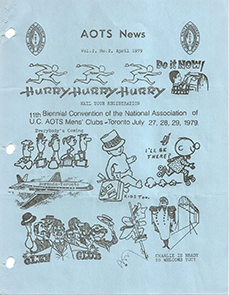 AOTS News
Vol.2, No.2, April 1979
Do it NOW!
HURRY HURRY HURRY
MAIL YOUR REGISTRATION
11th Biennial Convention of the National Association of
U.C. AOTS Mens' Clubs -Toronto July 27, 28, 29, 1979
Everybody's Coming
I'LL BE
THERE!
CHARLIE IS READY
TO WELCOME YOU!